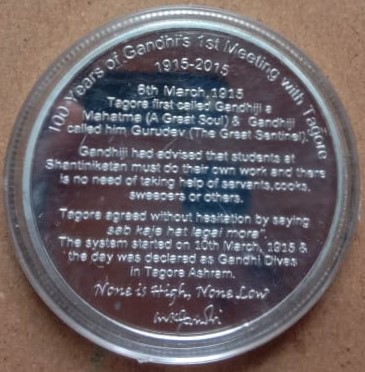 100 Years of Gandhi's 1st Meeting with Tagore
1915-2015
6th March, 1915
Tagore first called Gandhiji a
Mahatma (A Great Soul) & Gandhiji
called him Gurudev (The Great Sentinel).
Gandhiji had advised that students at
Shantiniketan must do their own work and there
is no need of taking help of servants, cooks,
sweepers or others.
Tagore agreed without hesitation by saying
sab kaje hat lagai more".
The system started on 10th March, 1915 &
the day was declared as Gandhi Dives
in Tagore Ashram.
None is High, None Low
MKGandhi